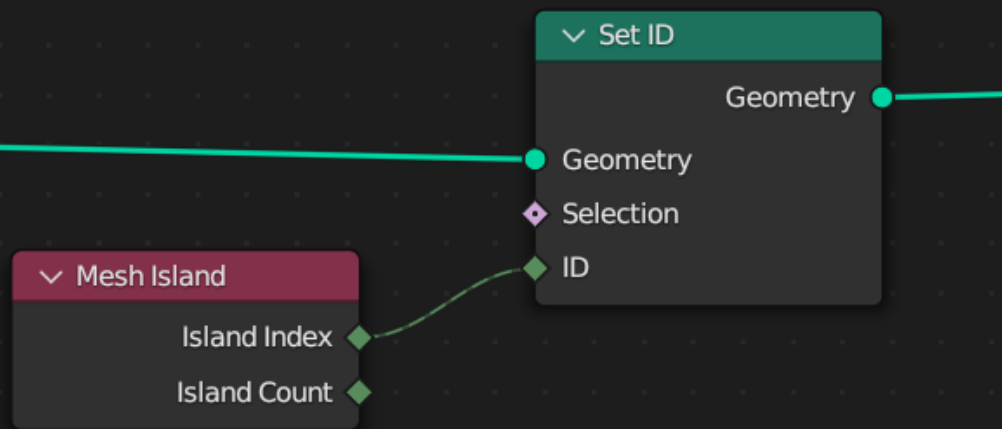 Set ID
Geometry
Geometry
Selection
ID
Mesh Island
Island Index
Island Count